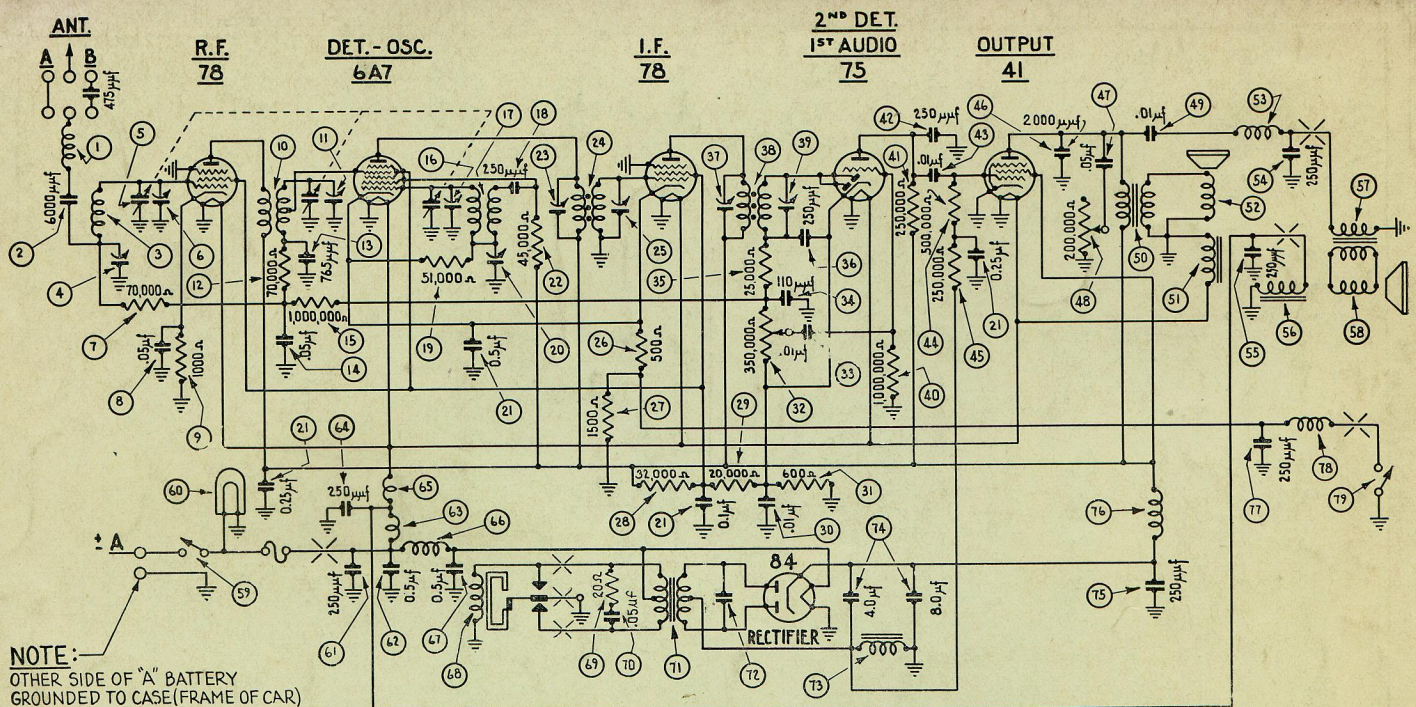 ANT.
A B
475μμf
R.F.
78
DET.-OSC.
6A7
I.F.
78
2ND DET.
1ST AUDIO
75
OUTPUT
41
1
2
6000μμf
3
4
5
6
7
70,000Ω
8
.05μf
9
1000Ω
10
11
12
70,000Ω
13
765μμf
14
.05μf
15
1,000,000Ω
16
17
18
250μμf
19
51,000Ω
20
21
0.5μf
22
45,000Ω
23
24
25
26
500Ω
27
1500Ω
28
32,000Ω
29
20,000Ω
21
0.1μf
30
.01μf
31
600Ω
32
350,000Ω
33
.01μf
34
110μμf
35
25,000Ω
36
250μμf
37
38
39
40
1,000,000Ω
41
250,000Ω
42
250μμf
43
.01μf
44
500,000Ω
45
250,000Ω
21
0.25μf
46
2000μμf
47
.05μf
48
200,000Ω
49
.01μf
50
51
52
53
54
250μμf
55
210μμf
56
57
58
21
0.25μf
59
60
± A
61
250μμf
62
0.5μf
63
64
250μμf
65
66
67
0.5μf
68
69
20Ω
70
.05μf
71
72
84
RECTIFIER
73
74
4.0μf
8.0μf
75
250μμf
76
77
250μμf
78
79
NOTE:
OTHER SIDE OF "A" BATTERY
GROUNDED TO CASE(FRAME OF CAR)